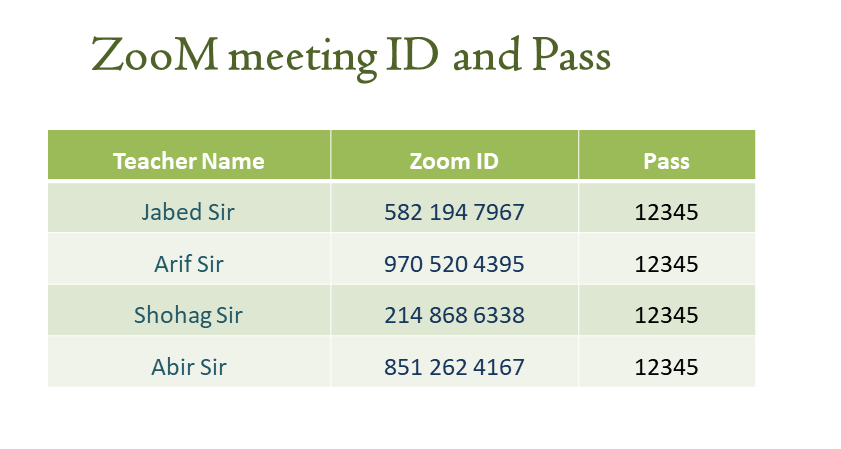 ZooM meeting ID and Pass
Teacher Name Zoom ID Pass
Jabed Sir 582 194 7967 12345
Arif Sir 970 520 4395 12345
Shohag Sir 214 868 6338 12345
Abir Sir 851 262 4167 12345